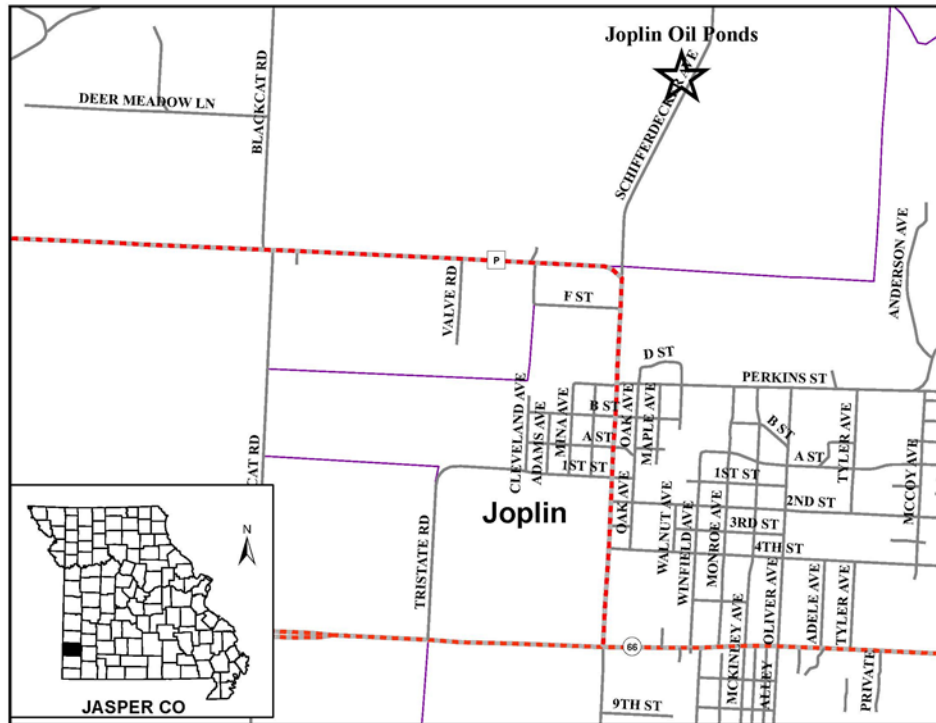 Joplin Oil Ponds
BLACKCAT RD
DEER MEADOW LN
SCHIFFERDECKER AVE
ANDERSON AVE
P
VALVE RD
F ST
D ST
PERKINS ST
CLEVELAND AVE
ADAMS AVE
MINA AVE
B ST
OAK AVE
MAPLE AVE
B ST
TYLER AVE
A ST
A ST
1ST ST
1ST ST
MCCOY AVE
CAT RD
Joplin
OAK AVE
2ND ST
WALNUT AVE
WINFIELD AVE
MONROE AVE
3RD ST
4TH ST
N
TRISTATE RD
MCKINLEY AVE
OLIVER AVE
ADELE AVE
TYLER AVE
66
ALLEY
PRIVATE
9TH ST
JASPER CO